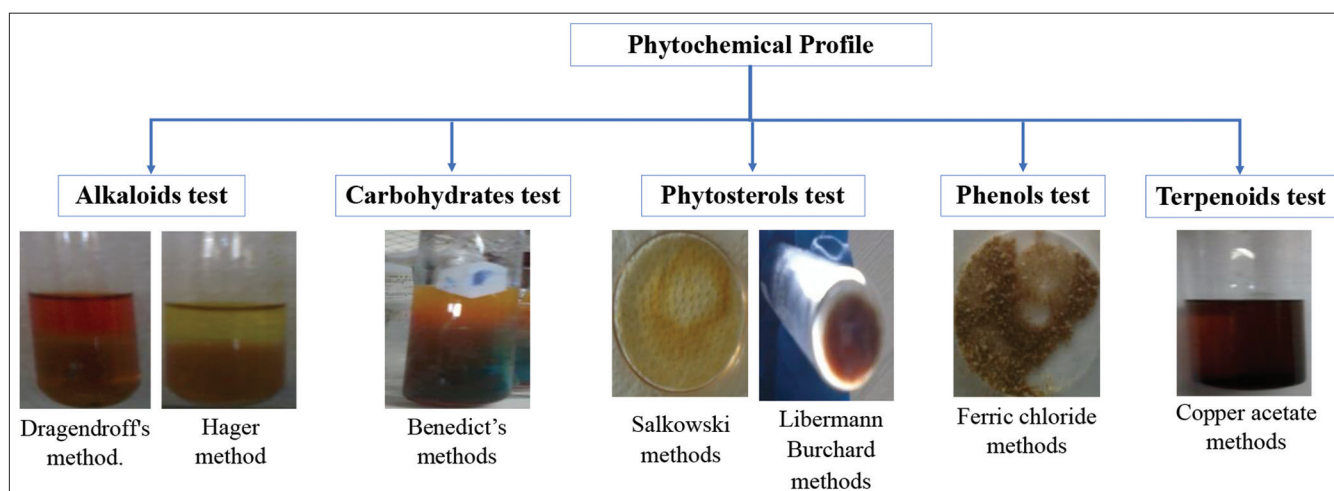 Phytochemical Profile
Alkaloids test
Carbohydrates test
Phytosterols test
Phenols test
Terpenoids test
Dragendroff's
method.
Hager
method
Benedict’s
methods
Salkowski
methods
Libermann
Burchard
methods
Ferric chloride
methods
Copper acetate
methods